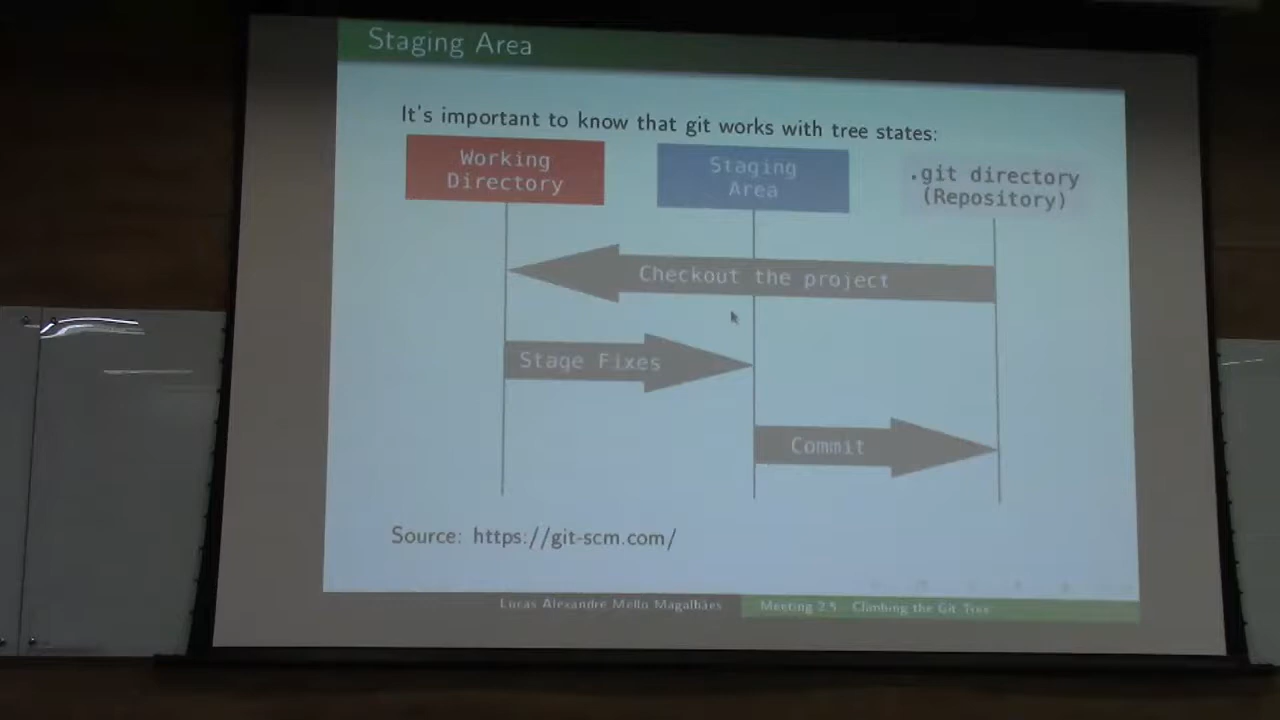 Staging Area
It's important to know that git works with tree states:
Working
Directory
Staging
Area
.git directory
(Repository)
Checkout the project
Stage Fixes
Commit
Source: https://git-scm.com/
Lucas Alexandre Mello Magalhães
Meeting 2.5 Climbing the Git Tree